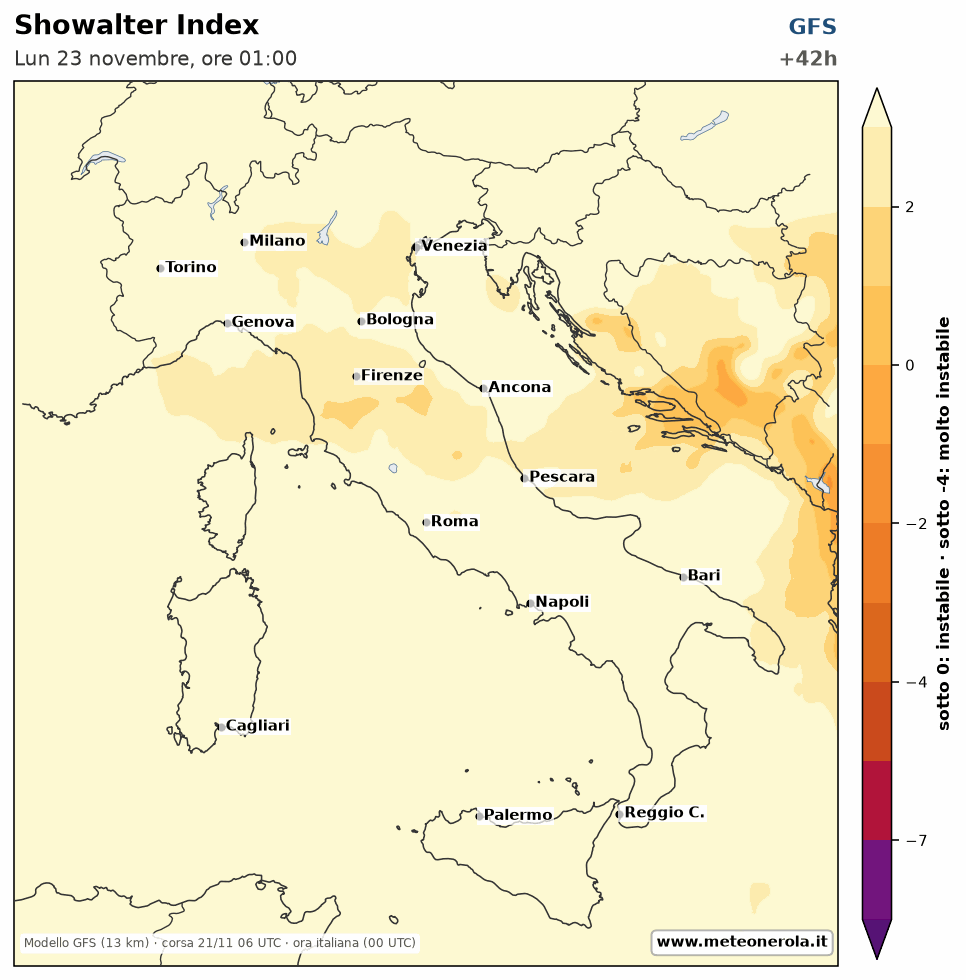 Showalter Index
GFS
Lun 23 novembre, ore 01:00
+42h
Milano
Venezia
Torino
Genova
Bologna
Firenze
Ancona
Pescara
Roma
Bari
Napoli
Cagliari
Palermo
Reggio C.
2
0
−2
−4
−7
sotto 0: instabile · sotto -4: molto instabile
Modello GFS (13 km) · corsa 21/11 06 UTC · ora italiana (00 UTC)
www.meteonerola.it